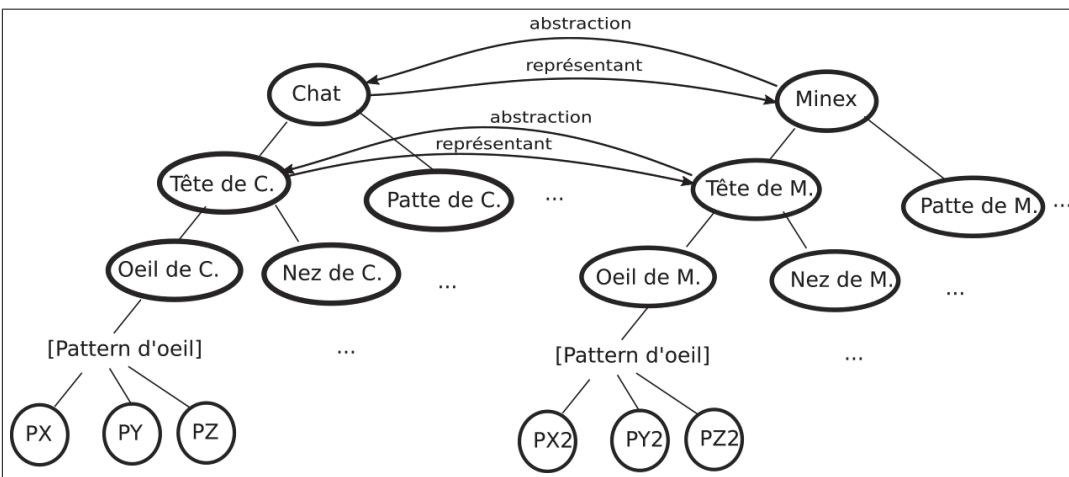 abstraction
représentant
Chat
Minex
abstraction
représentant
Tête de C.
Patte de C.
...
Tête de M.
Patte de M.
...
Oeil de C.
Nez de C.
...
Oeil de M.
Nez de M.
...
[Pattern d'oeil]
...
[Pattern d'oeil]
...
PX
PY
PZ
PX2
PY2
PZ2